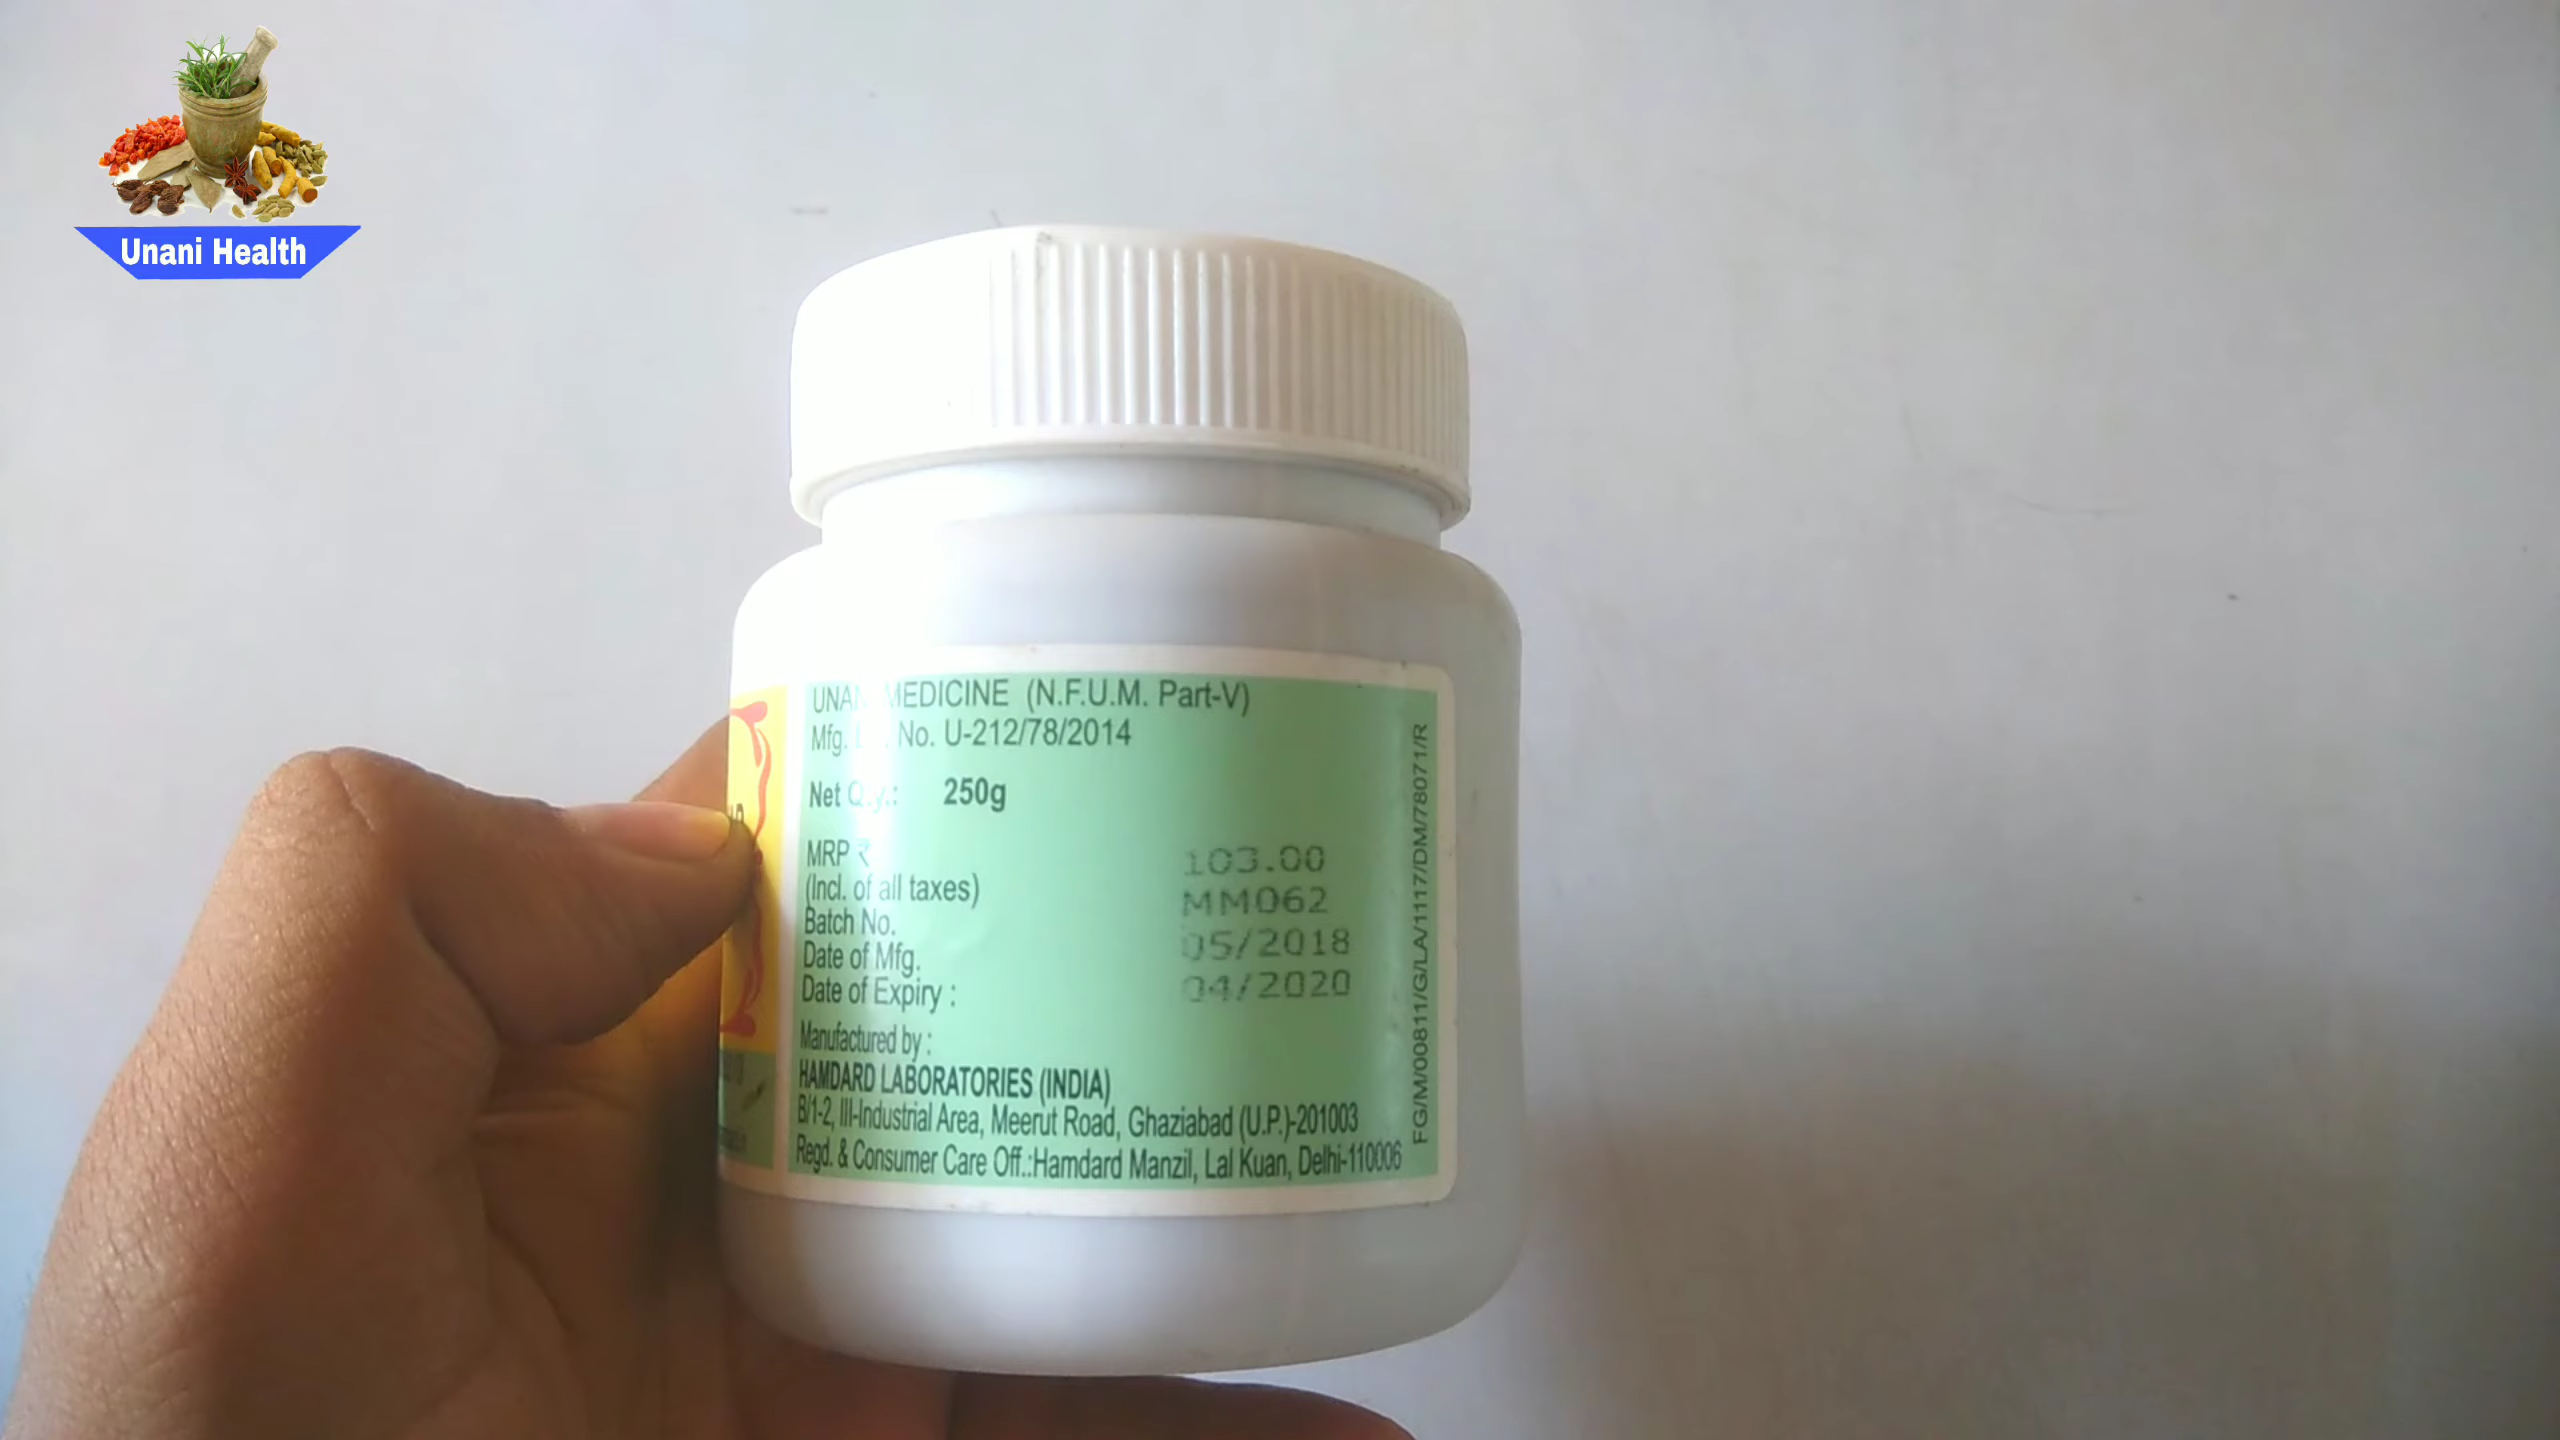 Unani Health
MEDICINE (N.F.U.M. Part-V)
Mfg. No. U-212/78/2014
Net 250g
MRP ₹ 103.00
(Incl. of all taxes)
Batch No. MM062
Date of Mfg. 05/2018
Date of Expiry : 04/2020
Manufactured by :
HAMDARD LABORATORIES (INDIA)
B/1-2, III-Industrial Area, Meerut Road, Ghaziabad (U.P.)-201003
Regd. & Consumer Care Off.:Hamdard Manzil, Lal Kuan, Delhi-110006
FG/M/00811/G/LA/1117/DM/78071/R